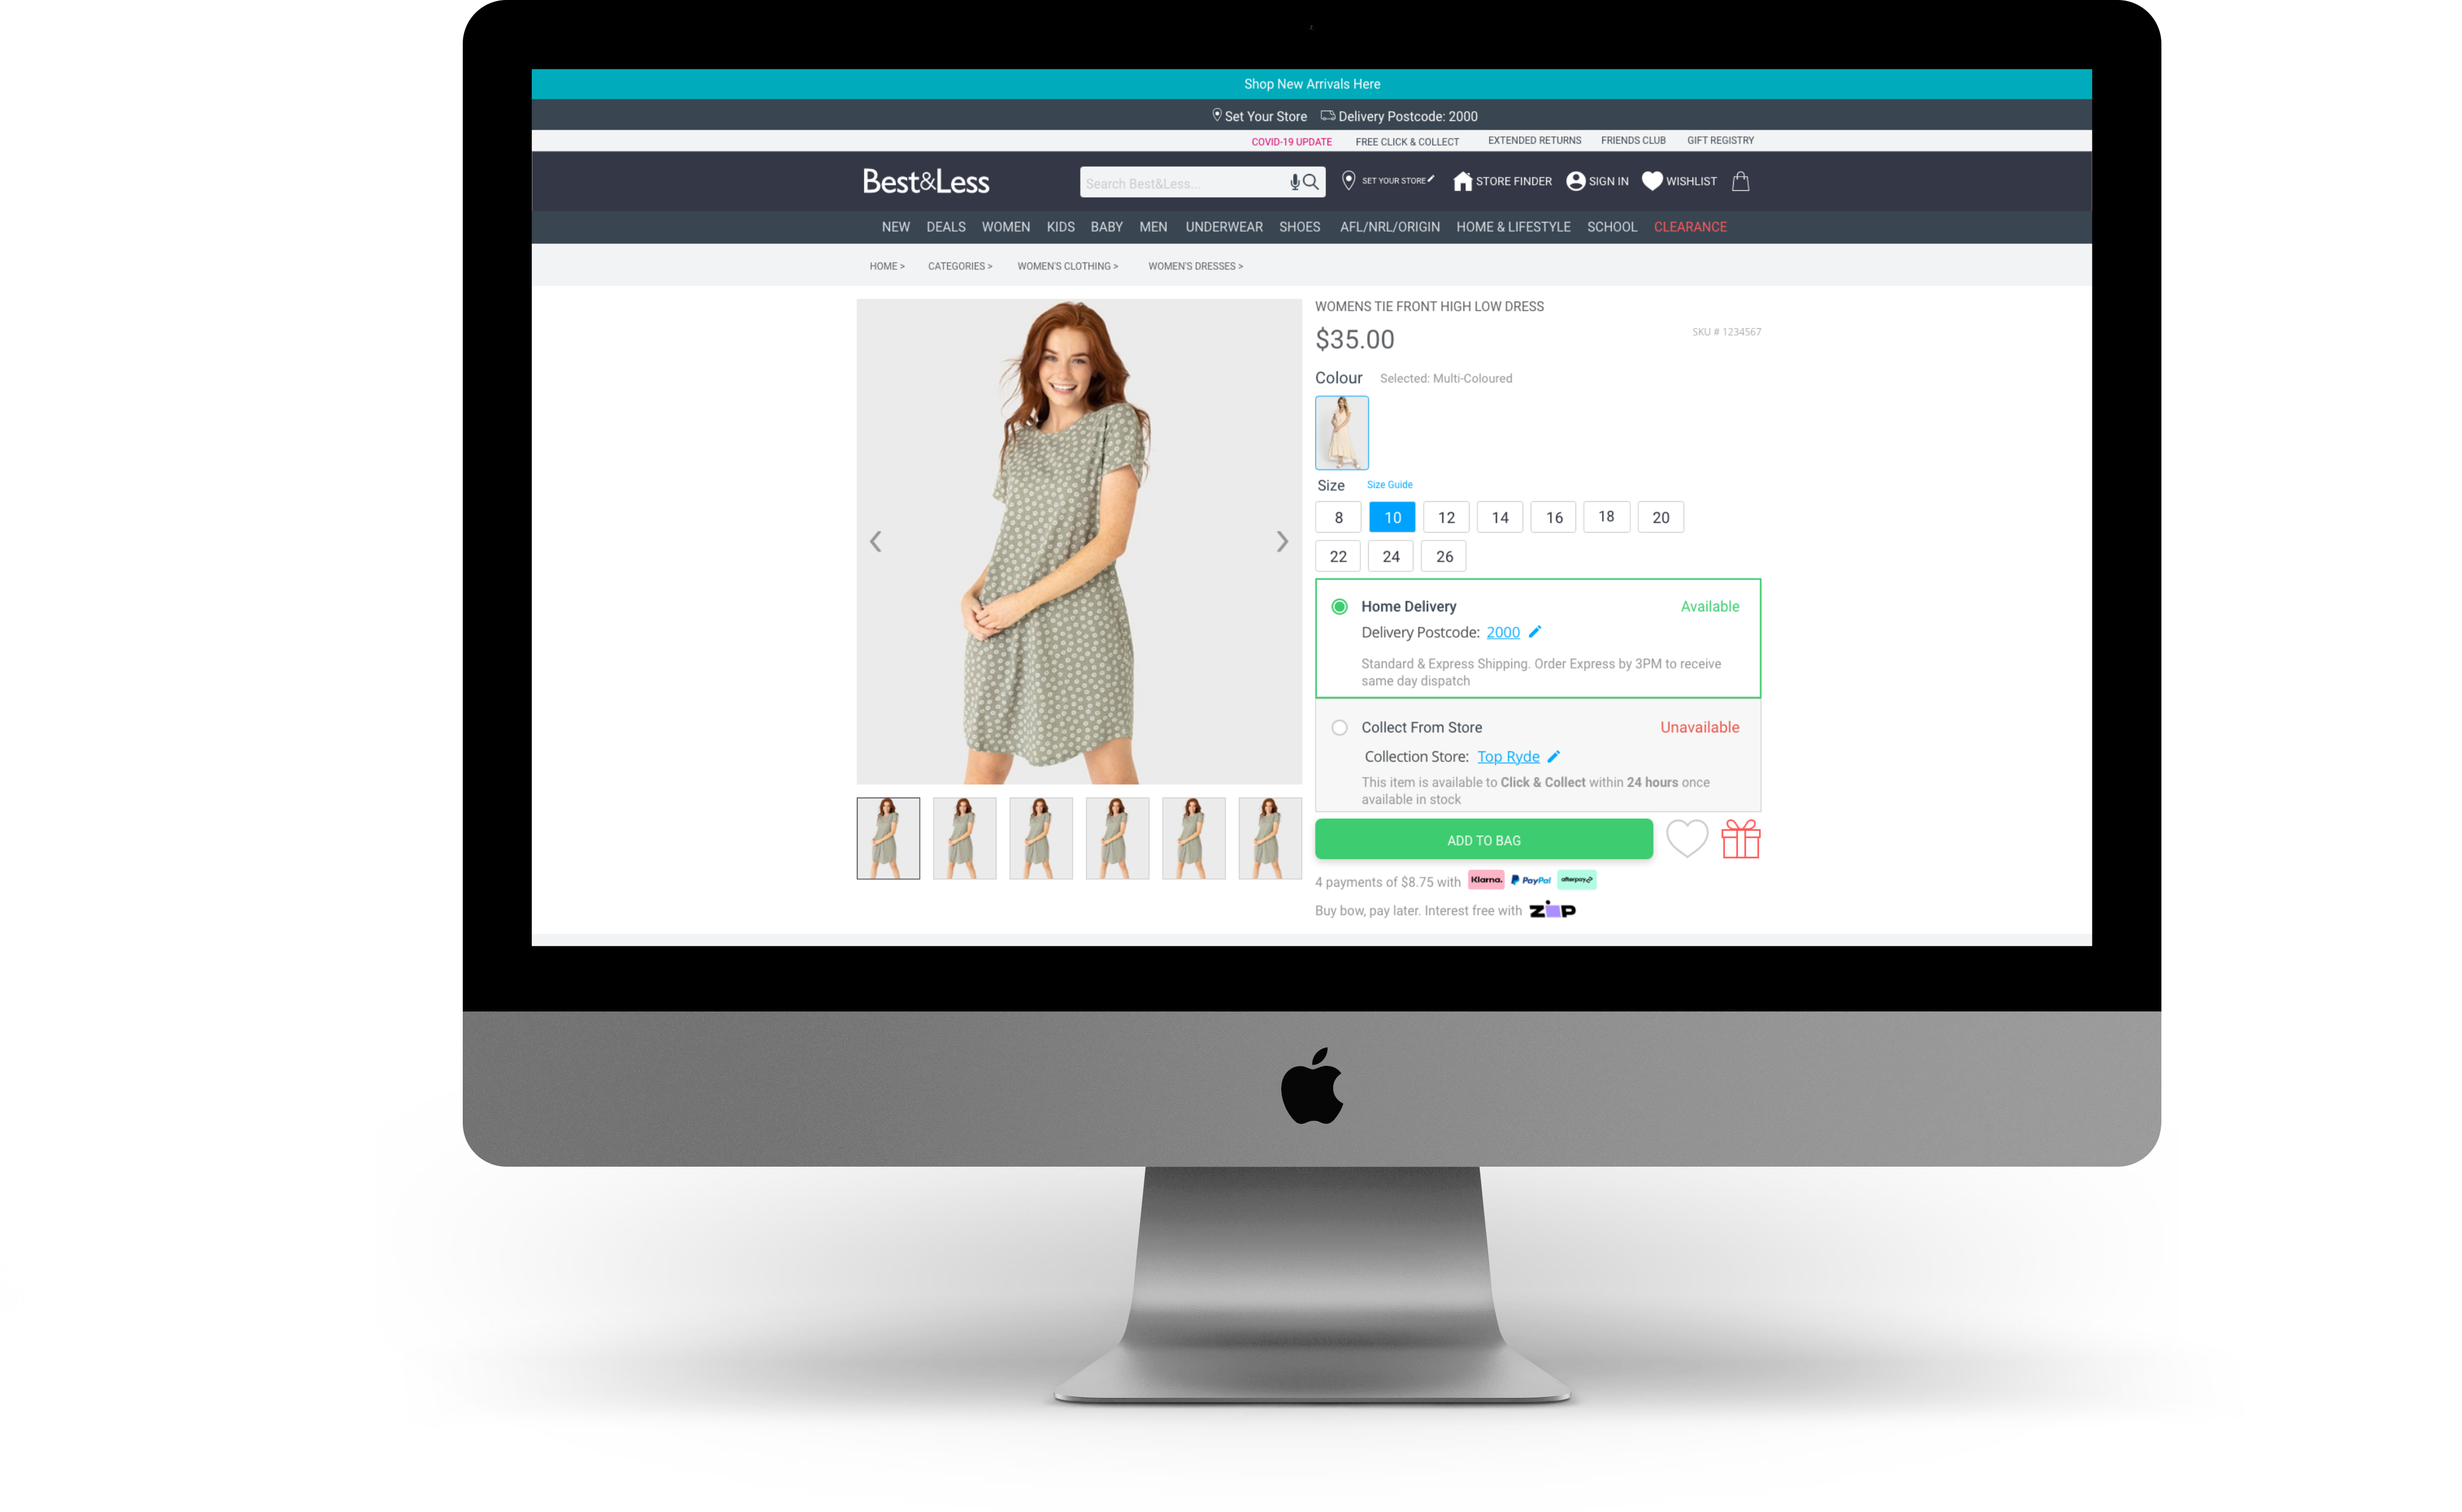 Shop New Arrivals Here
Set Your Store Delivery Postcode: 2000
COVID-19 UPDATE FREE CLICK & COLLECT EXTENDED RETURNS FRIENDS CLUB GIFT REGISTRY
Best&Less Search Best&Less... SET YOUR STORE STORE FINDER SIGN IN WISHLIST
NEW DEALS WOMEN KIDS BABY MEN UNDERWEAR SHOES AFL/NRL/ORIGIN HOME & LIFESTYLE SCHOOL CLEARANCE
HOME > CATEGORIES > WOMEN'S CLOTHING > WOMEN'S DRESSES >
WOMENS TIE FRONT HIGH LOW DRESS
$35.00 SKU # 1234567
Colour Selected: Multi-Coloured
Size Size Guide
8 10 12 14 16 18 20
22 24 26
Home Delivery Available
Delivery Postcode: 2000
Standard & Express Shipping. Order Express by 3PM to receive
same day dispatch
Collect From Store Unavailable
Collection Store: Top Ryde
This item is available to Click & Collect within 24 hours once
available in stock
ADD TO BAG
4 payments of $8.75 with Klarna. PayPal afterpay
Buy bow, pay later. Interest free with zip